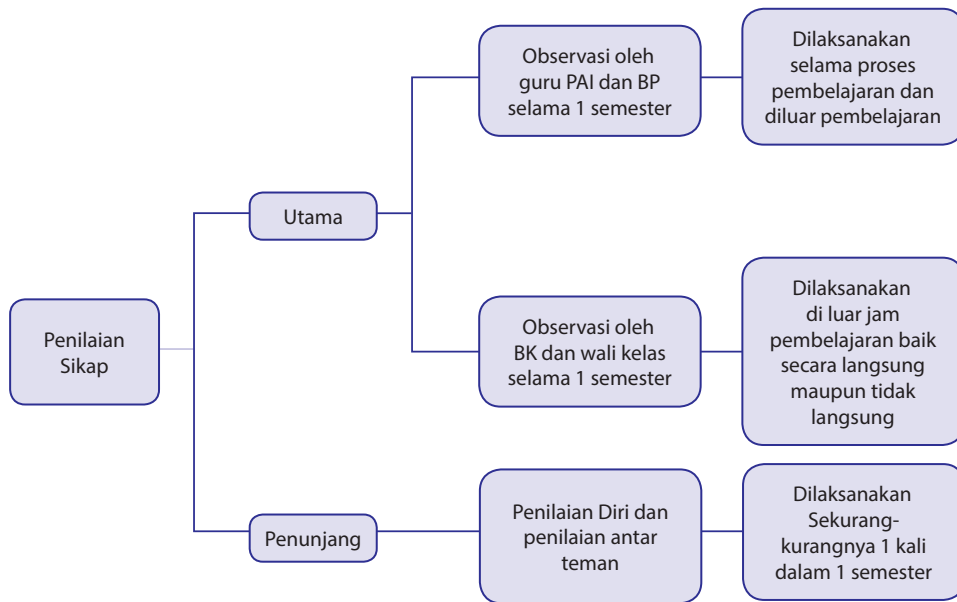 Penilaian
Sikap
Utama
Observasi oleh
guru PAI dan BP
selama 1 semester
Dilaksanakan
selama proses
pembelajaran dan
diluar pembelajaran
Observasi oleh
BK dan wali kelas
selama 1 semester
Dilaksanakan
di luar jam
pembelajaran baik
secara langsung
maupun tidak
langsung
Penunjang
Penilaian Diri dan
penilaian antar
teman
Dilaksanakan
Sekurang-
kurangnya 1 kali
dalam 1 semester